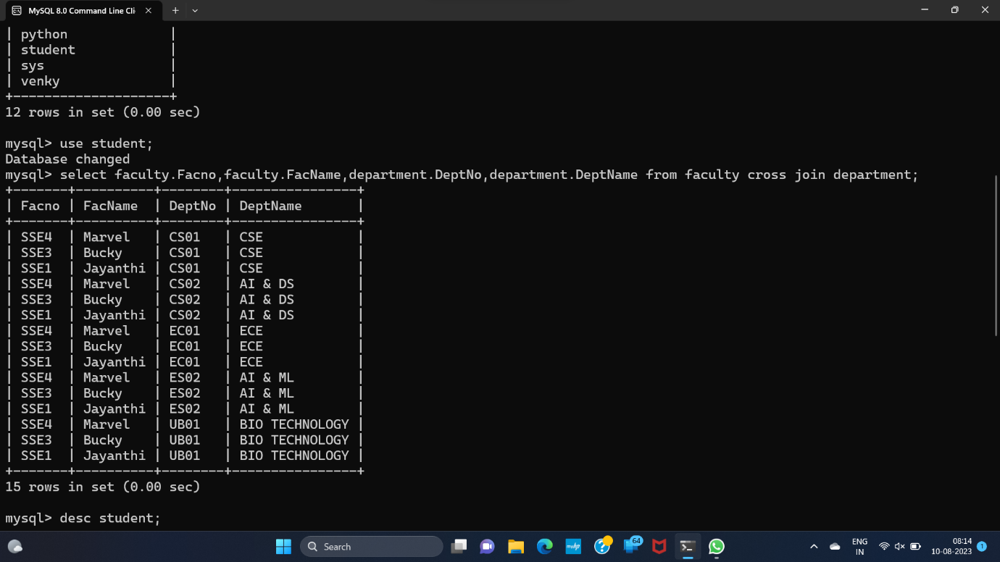 MySQL 8.0 Command Line Cli
| python             |
| student            |
| sys                |
| venky              |
+--------------------+
12 rows in set (0.00 sec)
mysql> use student;
Database changed
mysql> select faculty.Facno,faculty.FacName,department.DeptNo,department.DeptName from faculty cross join department;
+-------+----------+--------+----------------+
| Facno | FacName  | DeptNo | DeptName       |
+-------+----------+--------+----------------+
| SSE4  | Marvel   | CS01   | CSE            |
| SSE3  | Bucky    | CS01   | CSE            |
| SSE1  | Jayanthi | CS01   | CSE            |
| SSE4  | Marvel   | CS02   | AI & DS        |
| SSE3  | Bucky    | CS02   | AI & DS        |
| SSE1  | Jayanthi | CS02   | AI & DS        |
| SSE4  | Marvel   | EC01   | ECE            |
| SSE3  | Bucky    | EC01   | ECE            |
| SSE1  | Jayanthi | EC01   | ECE            |
| SSE4  | Marvel   | ES02   | AI & ML        |
| SSE3  | Bucky    | ES02   | AI & ML        |
| SSE1  | Jayanthi | ES02   | AI & ML        |
| SSE4  | Marvel   | UB01   | BIO TECHNOLOGY |
| SSE3  | Bucky    | UB01   | BIO TECHNOLOGY |
| SSE1  | Jayanthi | UB01   | BIO TECHNOLOGY |
+-------+----------+--------+----------------+
15 rows in set (0.00 sec)
mysql> desc student;
Search
myhp
64
ENG
IN
08:14
10-08-2023
1